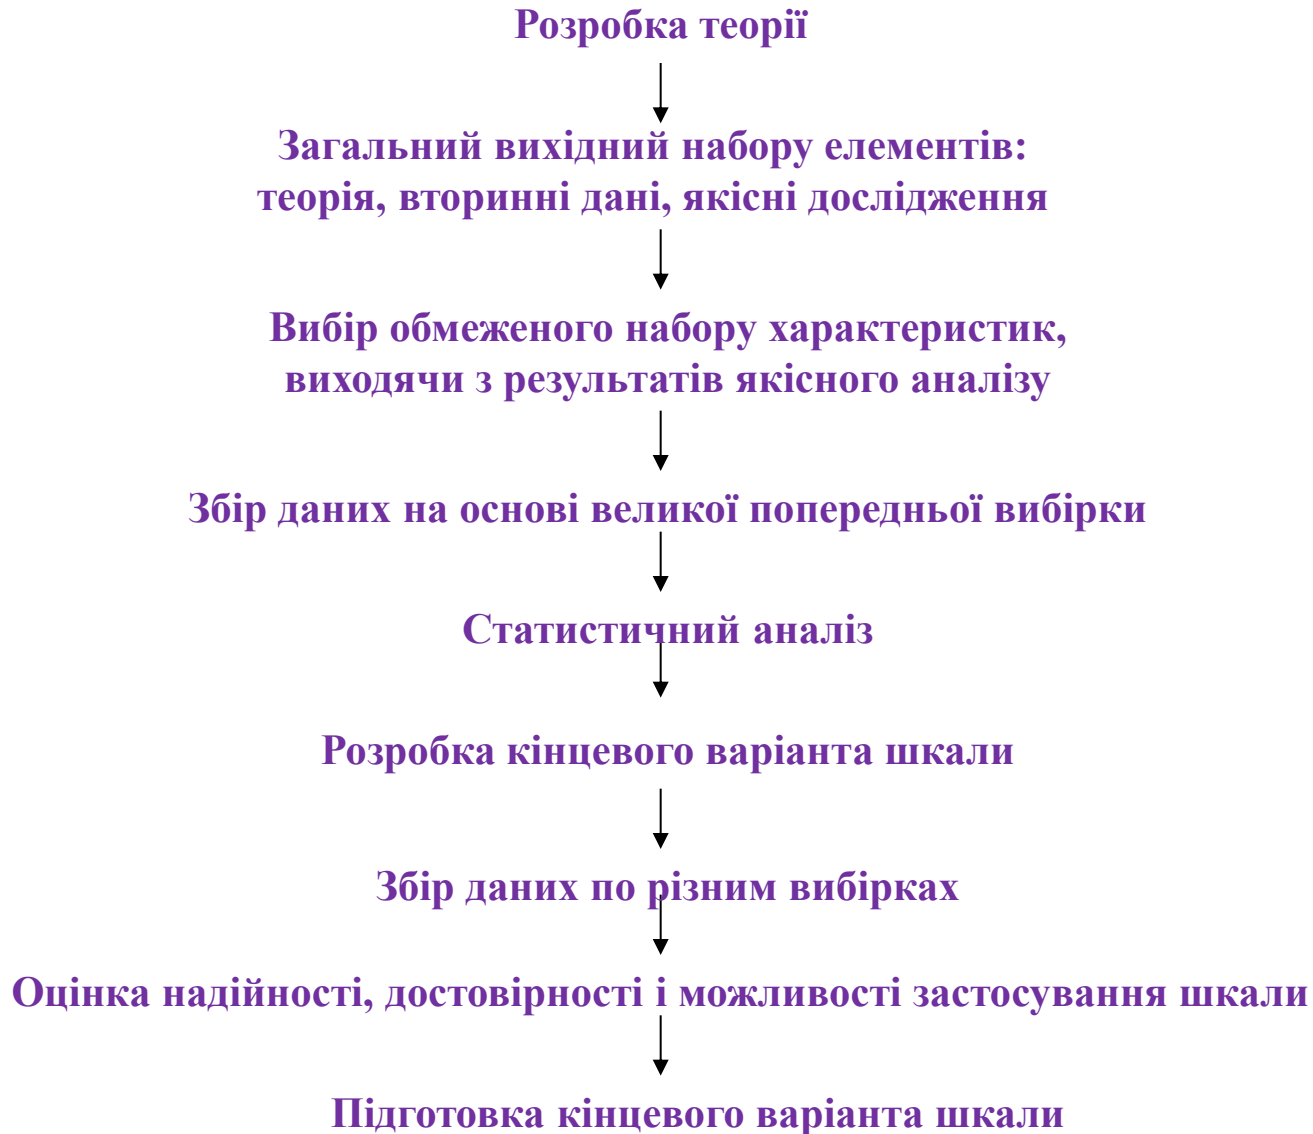 Розробка теорії
Загальний вихідний набору елементів:
теорія, вторинні дані, якісні дослідження
Вибір обмеженого набору характеристик,
виходячи з результатів якісного аналізу
Збір даних на основі великої попередньої вибірки
Статистичний аналіз
Розробка кінцевого варіанта шкали
Збір даних по різним вибірках
Оцінка надійності, достовірності і можливості застосування шкали
Підготовка кінцевого варіанта шкали